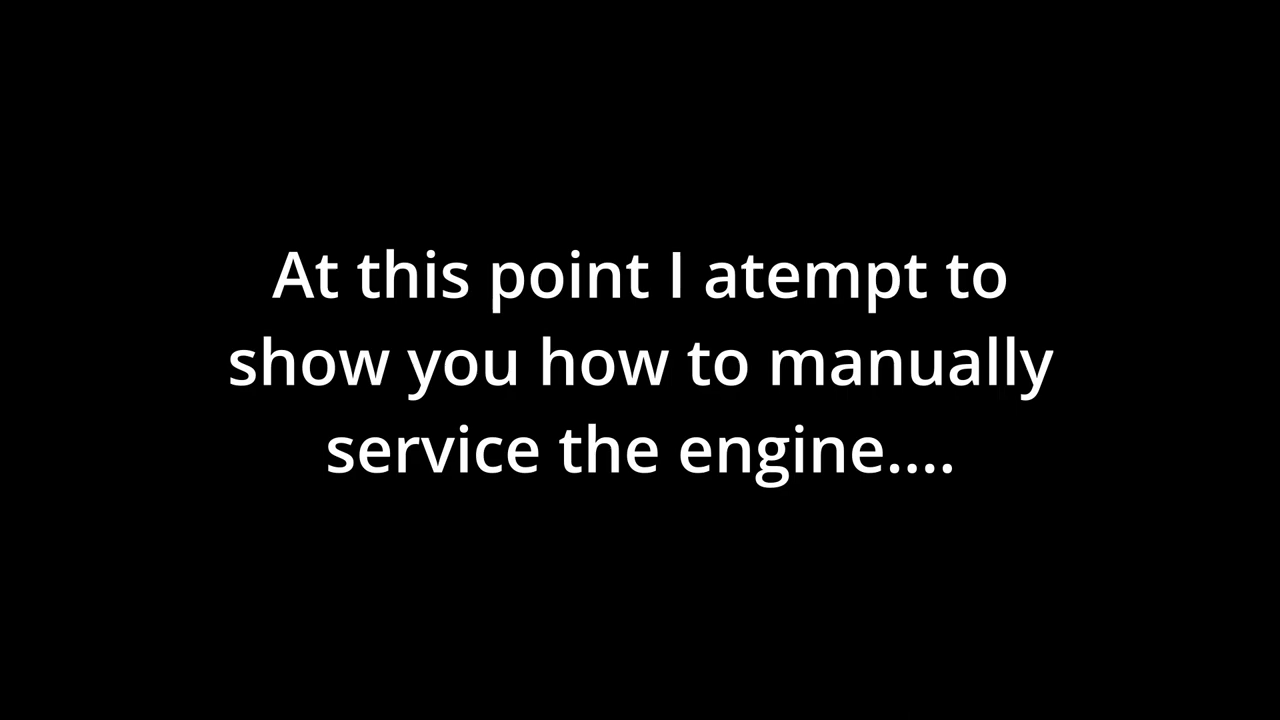 At this point I atempt to
show you how to manually
service the engine....